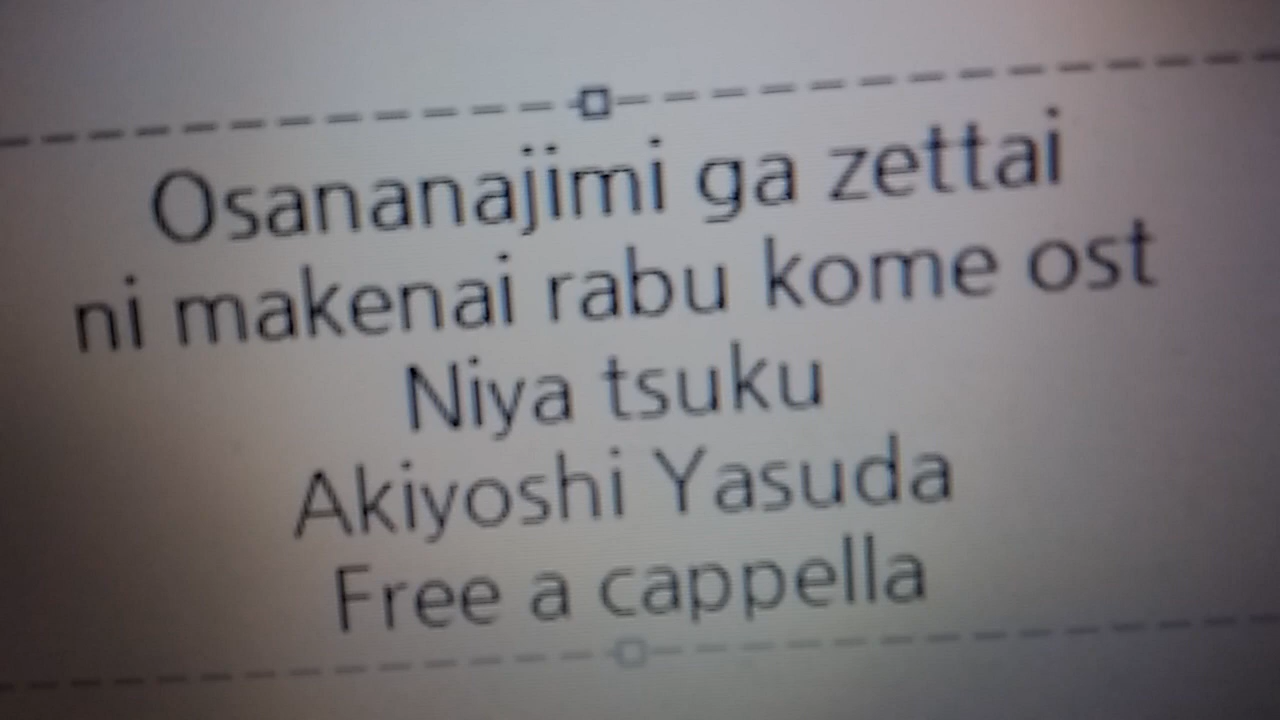 Osananajimi ga zettai
ni makenai rabu kome ost
Niya tsuku
Akiyoshi Yasuda
Free a cappella